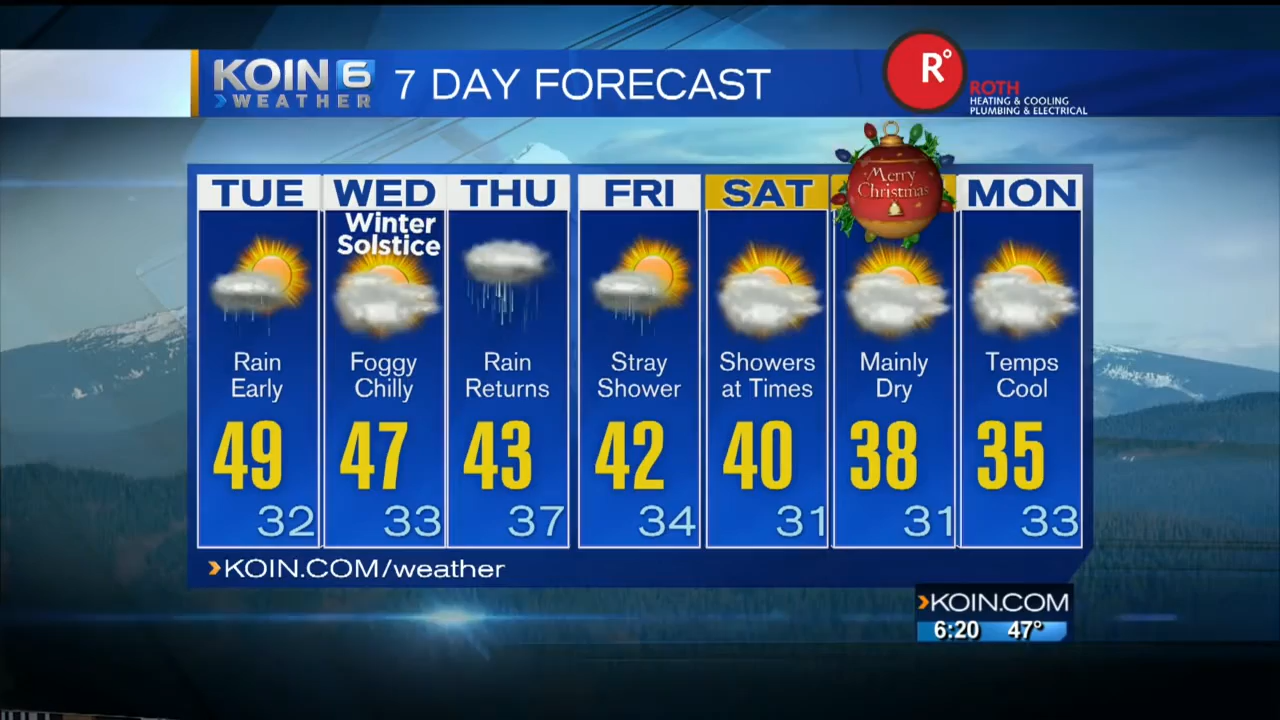 KOIN 6
WEATHER
7 DAY FORECAST
R°
ROTH
HEATING & COOLING
PLUMBING & ELECTRICAL
TUE
Rain
Early
49
32
WED
Winter
Solstice
Foggy
Chilly
47
33
THU
Rain
Returns
43
37
FRI
Stray
Shower
42
34
SAT
Showers
at Times
40
31
Merry
Christmas
Mainly
Dry
38
31
MON
Temps
Cool
35
33
KOIN.COM/weather
KOIN.COM
6:20 47°